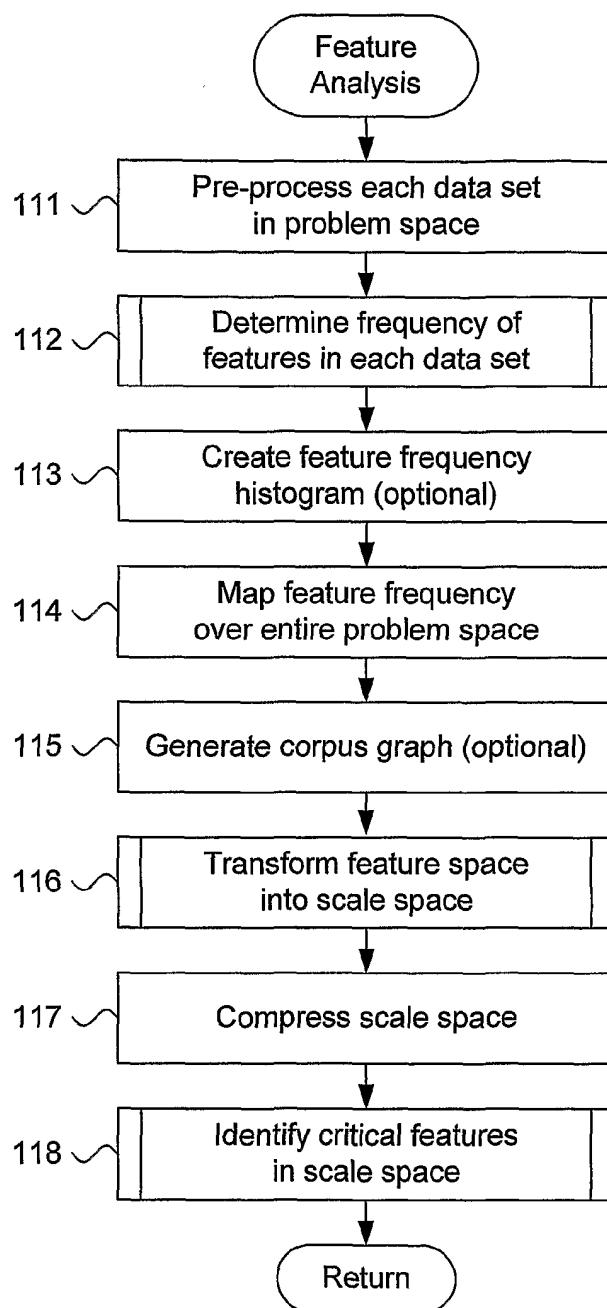 Feature
Analysis
111
Pre-process each data set
in problem space
112
Determine frequency of
features in each data set
113
Create feature frequency
histogram (optional)
114
Map feature frequency
over entire problem space
115
Generate corpus graph (optional)
116
Transform feature space
into scale space
117
Compress scale space
118
Identify critical features
in scale space
Return